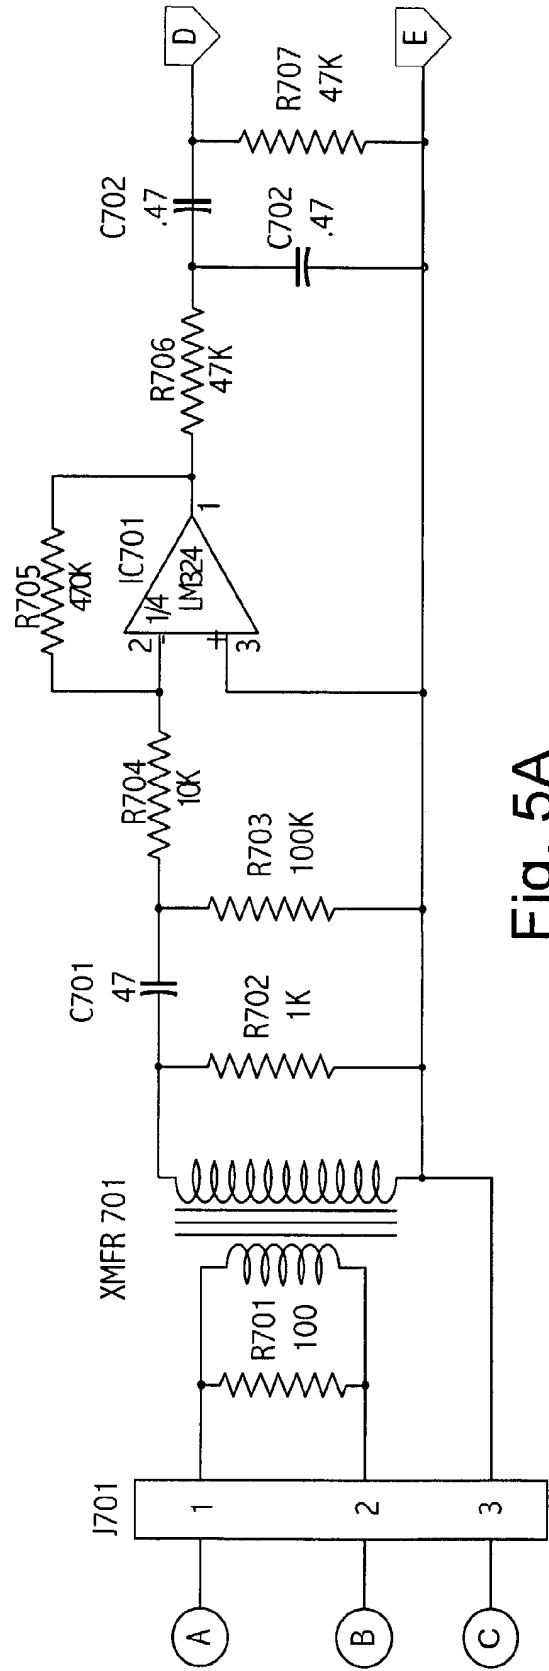 J701
A
1
B
2
C
3
XMFR 701
R701
100
C701
47
R702
1K
R703
100K
R704
10K
R705
470K
2
-
+
3
IC701
1/4
LM324
1
R706
47K
C702
.47
C702
.47
R707
47K
D
E
Fig. 5A